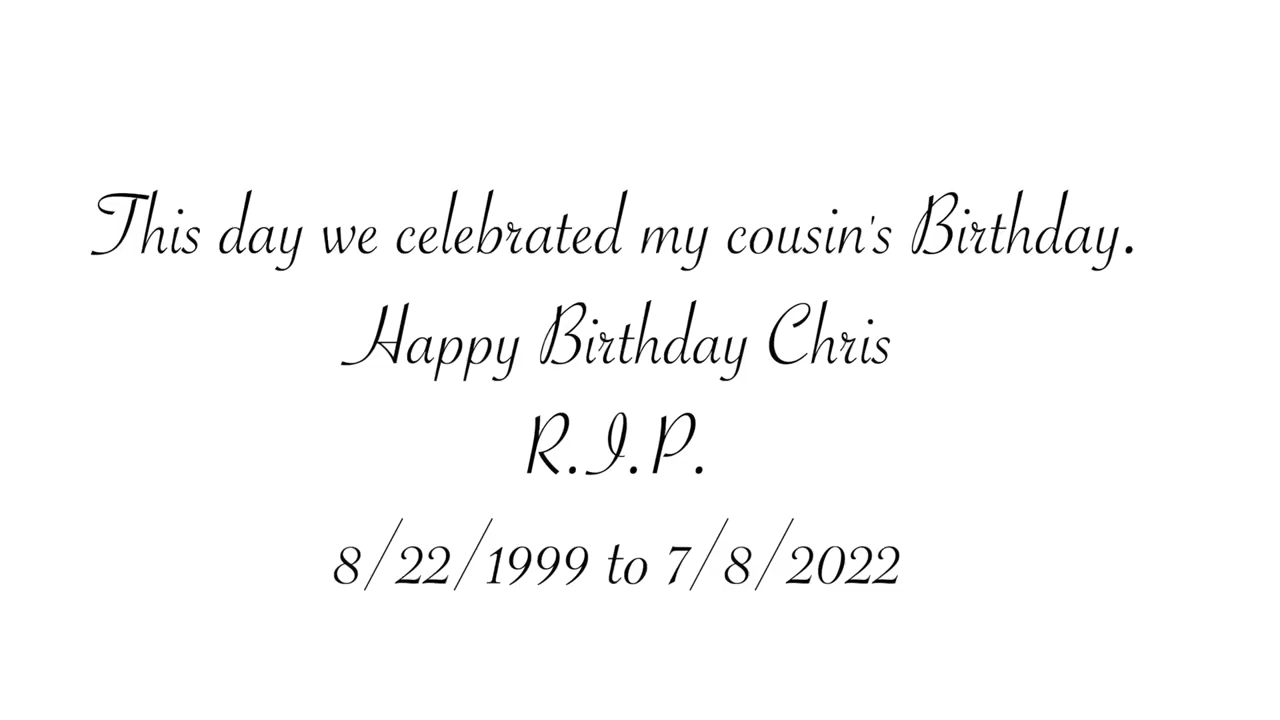 This day we celebrated my cousin's Birthday.
Happy Birthday Chris
R.I.P.
8/22/1999 to 7/8/2022